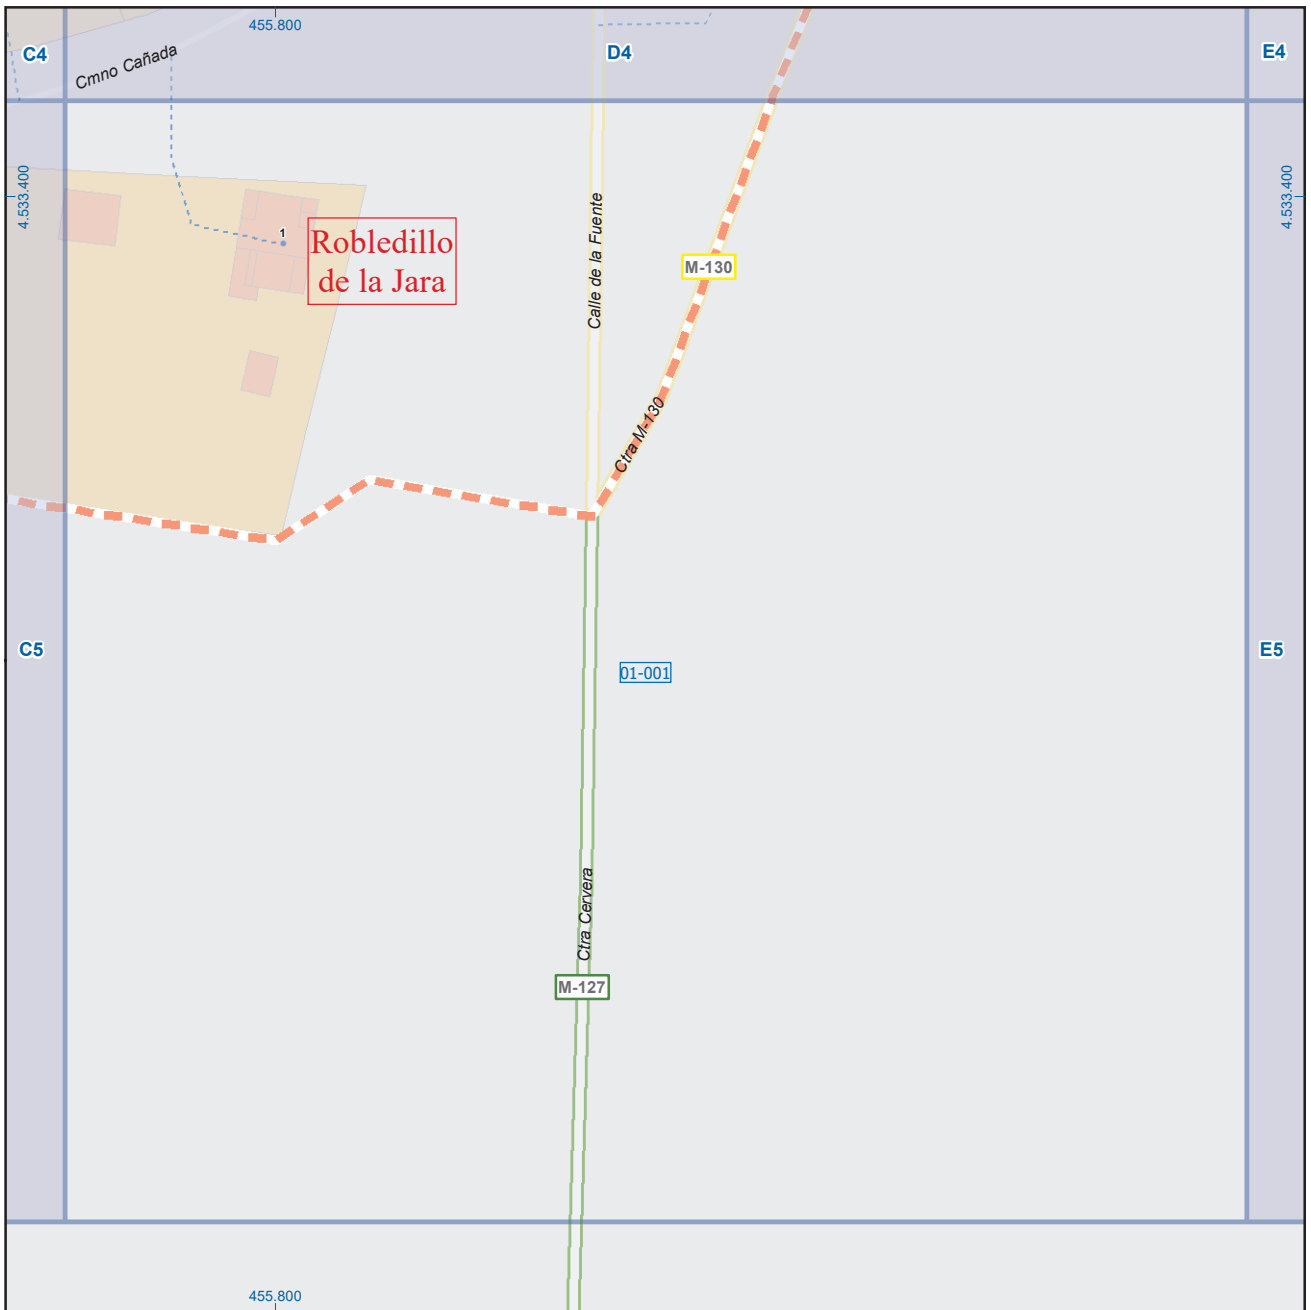 455.800
C4
D4
E4
Cmno Cañada
4.533.400
4.533.400
1
Robledillo
de la Jara
Calle de la Fuente
M-130
Ctra M-130
C5
E5
01-001
Ctra Cervera
M-127
455.800